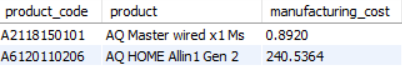 product_code product manufacturing_cost
A2118150101 AQ Master wired x1 Ms 0.8920
A6120110206 AQ HOME Allin1 Gen 2 240.5364